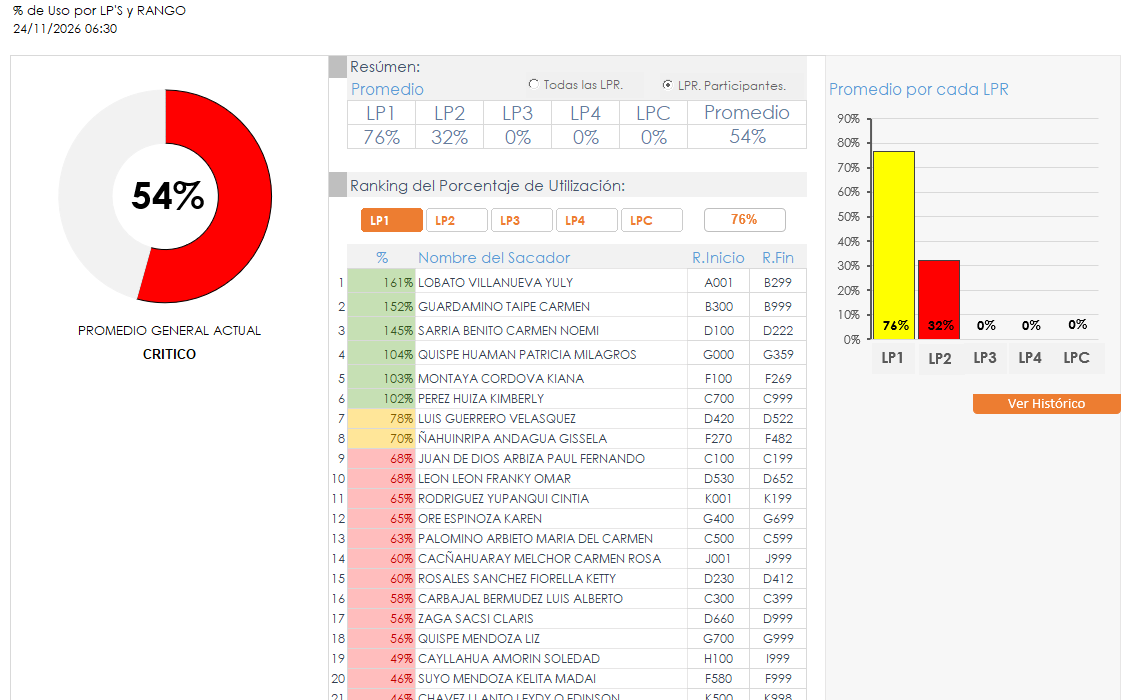 % de Uso por LP'S y RANGO
24/11/2026 06:30
54%
PROMEDIO GENERAL ACTUAL
CRITICO
Resúmen:
Promedio
Todas las LPR.
LPR. Participantes.
LP1 LP2 LP3 LP4 LPC Promedio
76% 32% 0% 0% 0% 54%
Ranking del Porcentaje de Utilización:
LP1 LP2 LP3 LP4 LPC 76%
% Nombre del Sacador R.Inicio R.Fin
1 161% LOBATO VILLANUEVA YULY A001 B299
2 152% GUARDAMINO TAIPE CARMEN B300 B999
3 145% SARRIA BENITO CARMEN NOEMI D100 D222
4 104% QUISPE HUAMAN PATRICIA MILAGROS G000 G359
5 103% MONTAYA CORDOVA KIANA F100 F269
6 102% PEREZ HUIZA KIMBERLY C700 C999
7 78% LUIS GUERRERO VELASQUEZ D420 D522
8 70% ÑAHUINRIPA ANDAGUA GISSELA F270 F482
9 68% JUAN DE DIOS ARBIZA PAUL FERNANDO C100 C199
10 68% LEON LEON FRANKY OMAR D530 D652
11 65% RODRIGUEZ YUPANQUI CINTIA K001 K199
12 65% ORE ESPINOZA KAREN G400 G699
13 63% PALOMINO ARBIETO MARIA DEL CARMEN C500 C599
14 60% CACÑAHUARAY MELCHOR CARMEN ROSA J001 J999
15 60% ROSALES SANCHEZ FIORELLA KETTY D230 D412
16 58% CARBAJAL BERMUDEZ LUIS ALBERTO C300 C399
17 56% ZAGA SACSI CLARIS D660 D999
18 56% QUISPE MENDOZA LIZ G700 G999
19 49% CAYLLAHUA AMORIN SOLEDAD H100 I999
20 46% SUYO MENDOZA KELITA MADAI F580 F999
21 46% CHAVEZ LLANTO LEYDY O EDINSON K500 K998
Promedio por cada LPR
90%
80%
70%
60%
50%
40%
30%
20%
10%
0%
76% 32% 0% 0% 0%
LP1 LP2 LP3 LP4 LPC
Ver Histórico